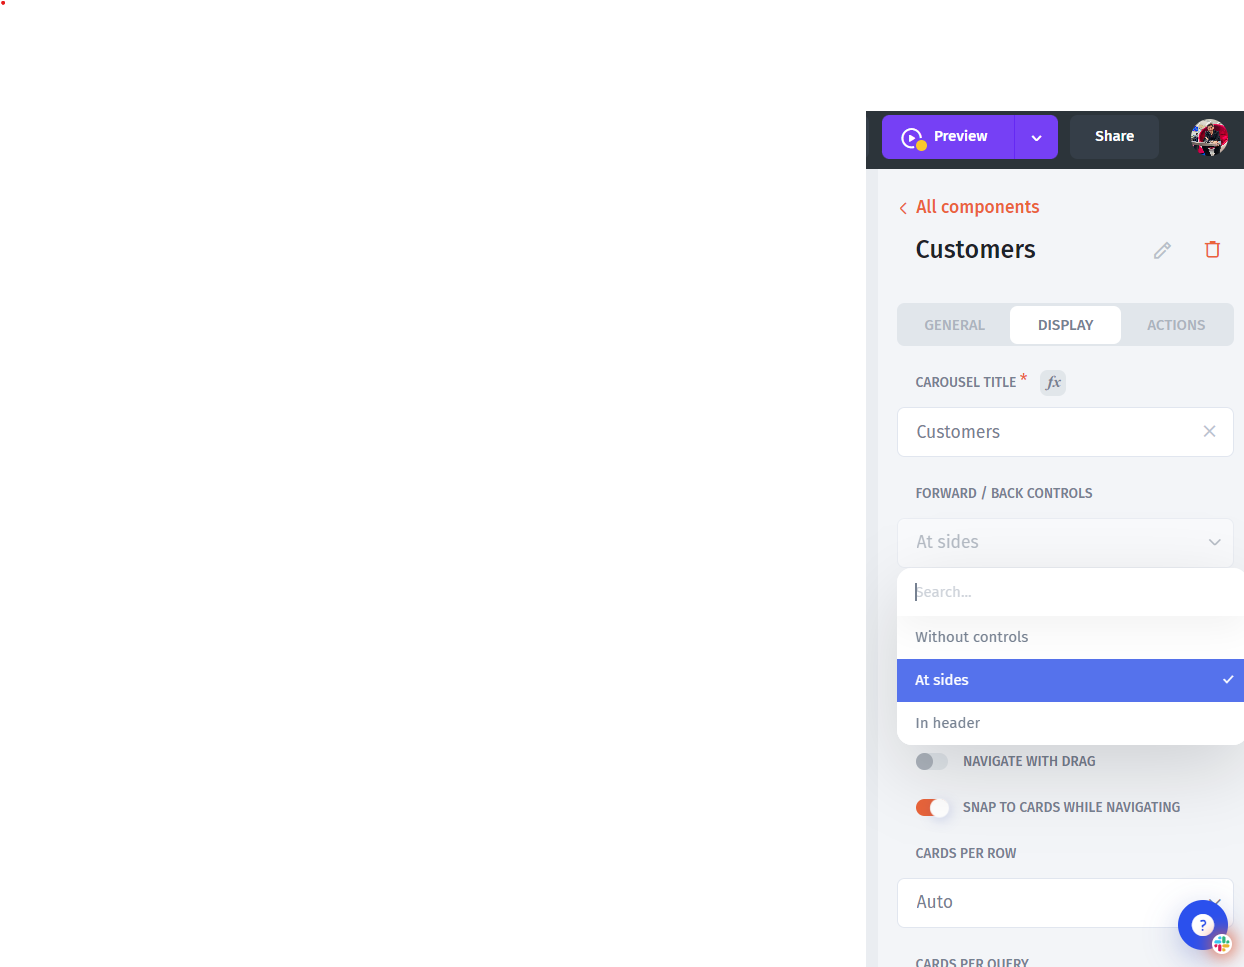 Preview
Share
All components
Customers
GENERAL
DISPLAY
ACTIONS
CAROUSEL TITLE *
fx
Customers
FORWARD / BACK CONTROLS
At sides
Search...
Without controls
At sides
In header
NAVIGATE WITH DRAG
SNAP TO CARDS WHILE NAVIGATING
CARDS PER ROW
Auto
?
CARDS PER QUERY